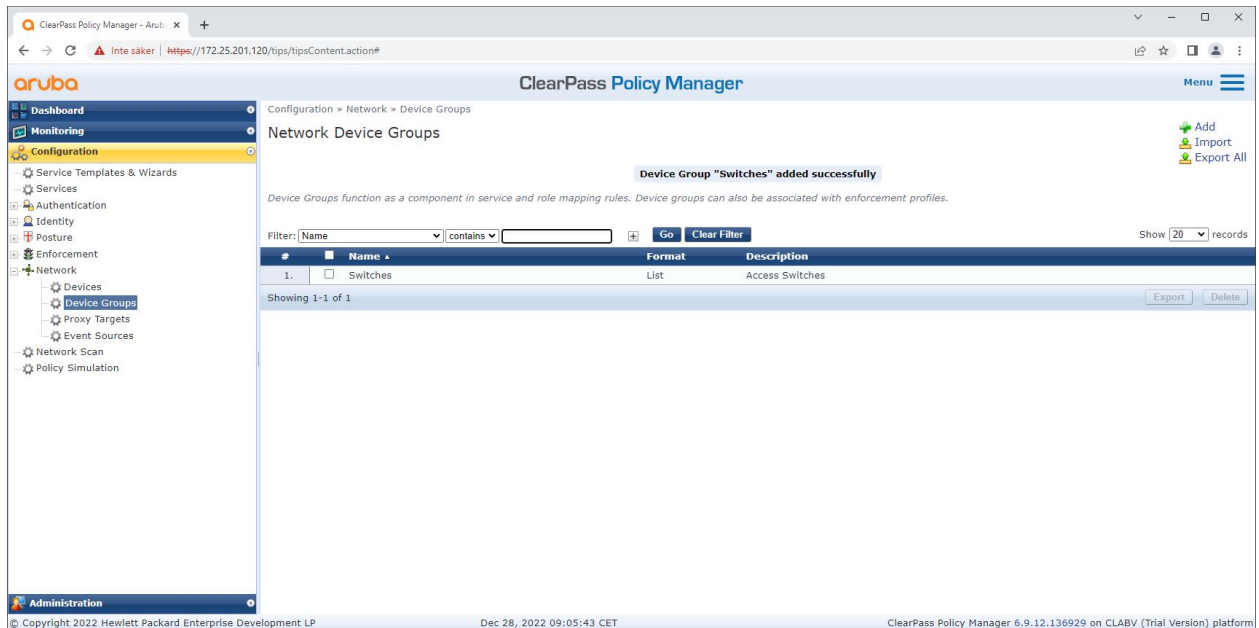 ClearPass Policy Manager - Arub
Inte säker | https://172.25.201.120/tips/tipsContent.action#
aruba
ClearPass Policy Manager
Menu
Dashboard
Monitoring
Configuration
Service Templates & Wizards
Services
Authentication
Identity
Posture
Enforcement
Network
Devices
Device Groups
Proxy Targets
Event Sources
Network Scan
Policy Simulation
Administration
Configuration » Network » Device Groups
Network Device Groups
Add
Import
Export All
Device Group "Switches" added successfully
Device Groups function as a component in service and role mapping rules. Device groups can also be associated with enforcement profiles.
Filter: Name contains Go Clear Filter Show 20 records
# Name Format Description
1. Switches List Access Switches
Showing 1-1 of 1 Export Delete
© Copyright 2022 Hewlett Packard Enterprise Development LP Dec 28, 2022 09:05:43 CET ClearPass Policy Manager 6.9.12.136929 on CLABV (Trial Version) platform